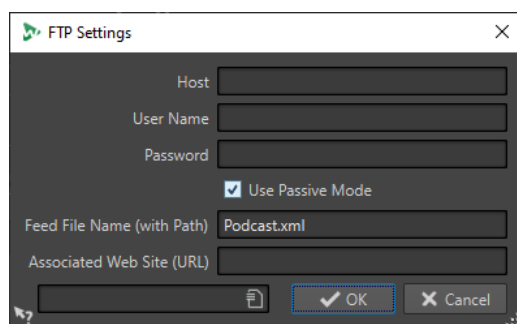 FTP Settings
Host
User Name
Password
Use Passive Mode
Feed File Name (with Path) Podcast.xml
Associated Web Site (URL)
OK Cancel